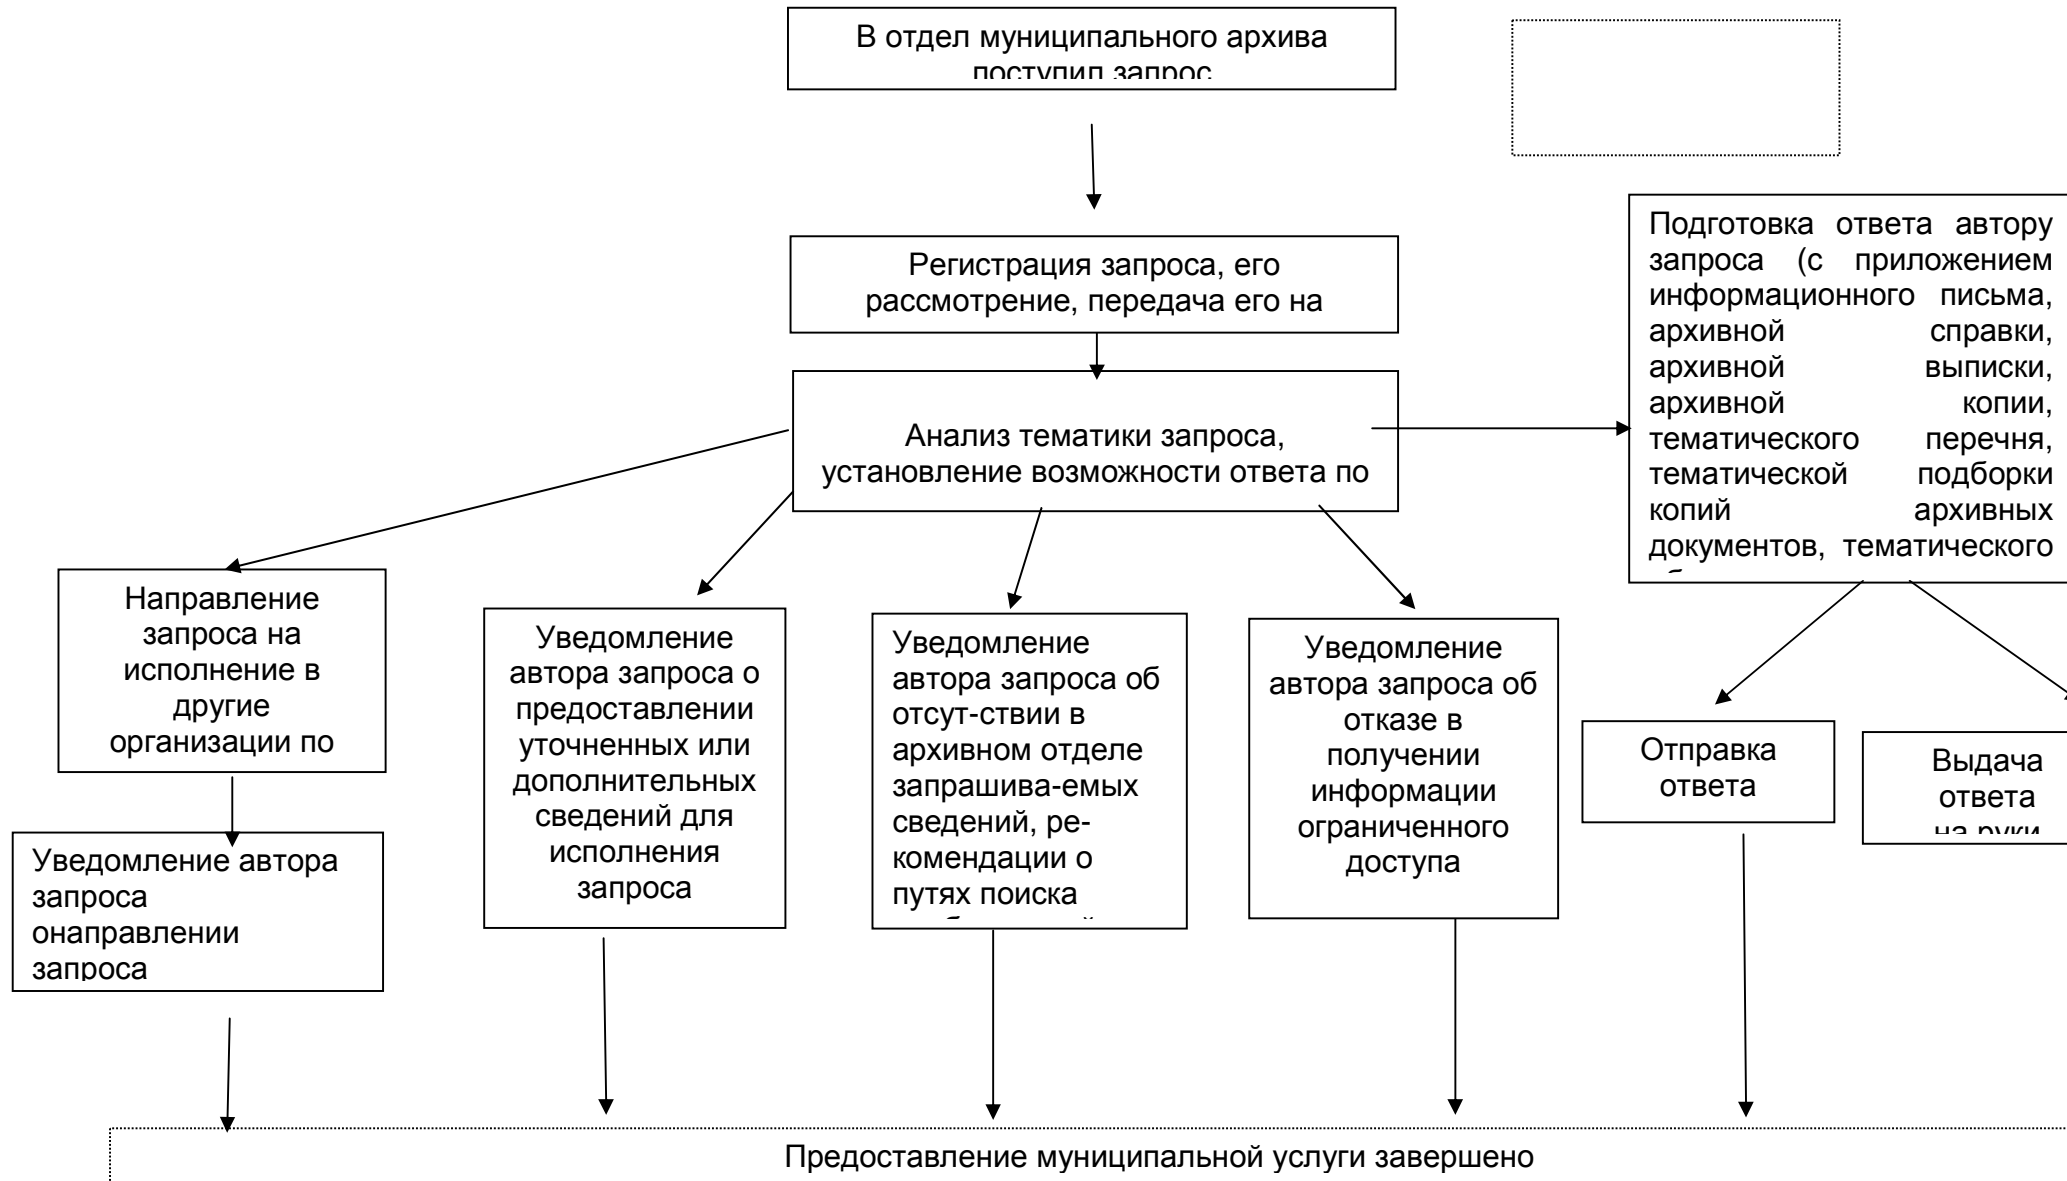 В отдел муниципального архива
поступил запрос
Регистрация запроса, его
рассмотрение, передача его на
Анализ тематики запроса,
установление возможности ответа по
Подготовка ответа автору
запроса (с приложением
информационного письма,
архивной справки,
архивной выписки,
архивной копии,
тематического перечня,
тематической подборки
копий архивных
документов, тематического
Направление
запроса на
исполнение в
другие
организации по
Уведомление
автора запроса о
предоставлении
уточненных или
дополнительных
сведений для
исполнения
запроса
Уведомление
автора запроса об
отсут-ствии в
архивном отделе
запрашива-емых
сведений, ре-
комендации о
путях поиска
Уведомление
автора запроса об
отказе в
получении
информации
ограниченного
доступа
Отправка
ответа
Выдача
ответа
на руки
Уведомление автора
запроса
онаправлении
запроса
Предоставление муниципальной услуги завершено